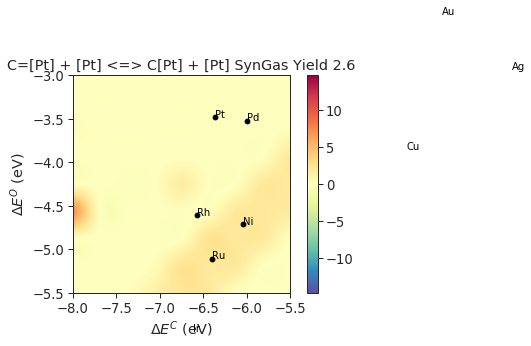 Au
C=[Pt] + [Pt] <=> C[Pt] + [Pt] SynGas Yield 2.6
Ag
−3.0
Pt
Pd
10
−3.5
Cu
5
−4.0
0
ΔE^O (eV)
−4.5
Rh
Ni
−5
−5.0
Ru
−10
−5.5
−8.0 −7.5 −7.0 −6.5 −6.0 −5.5
ΔE^C (eV)
Ir